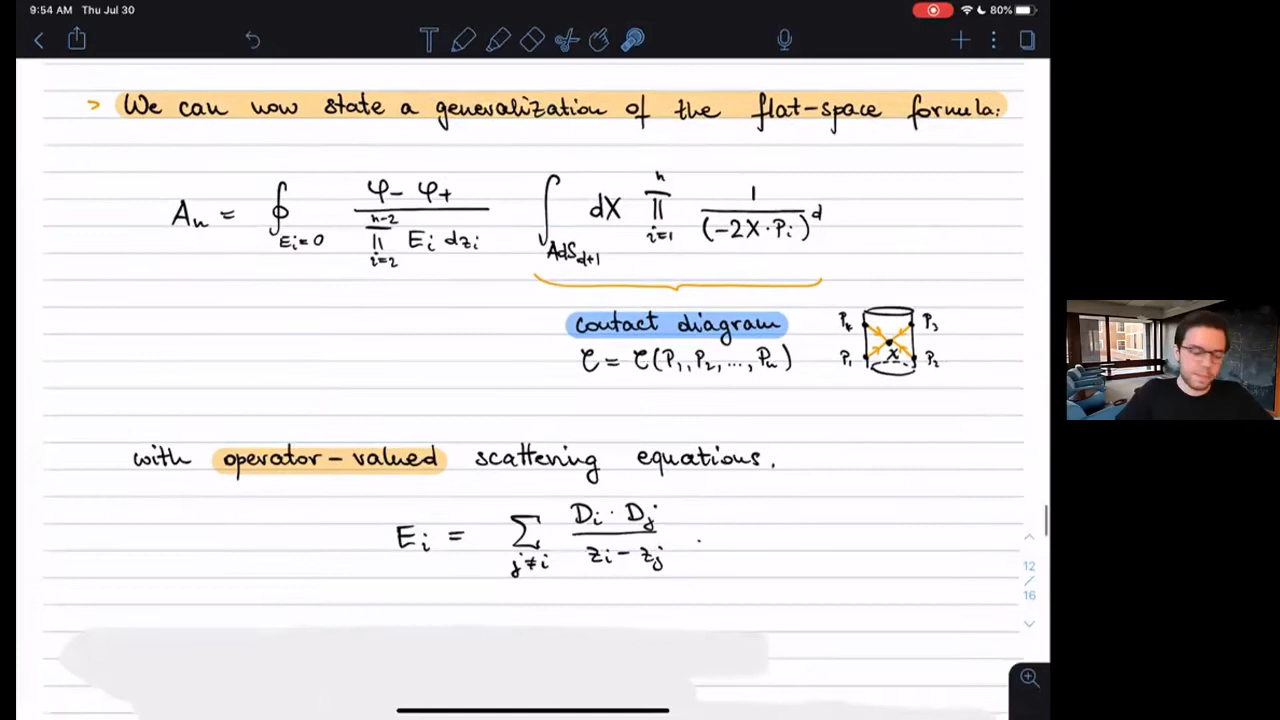 9:54 AM Thu Jul 30
80%
> We can now state a generalization of the flat-space formula:
Aₙ = ∮_{Eᵢ=0} φ₋ φ₊ / ∏_{i=2}^{n-2} Eᵢ dzᵢ ∫_{AdS_{d+1}} dX ∏_{i=1}^{n} 1 / (-2X·Pᵢ)^d
contact diagram
𝒞 = 𝒞(P₁, P₂, ..., Pₙ)
P₃
P₁
X
P₂
with operator-valued scattering equations.
Eᵢ = ∑_{j≠i} Dᵢ · Dⱼ / zᵢ - zⱼ .
12
/
16